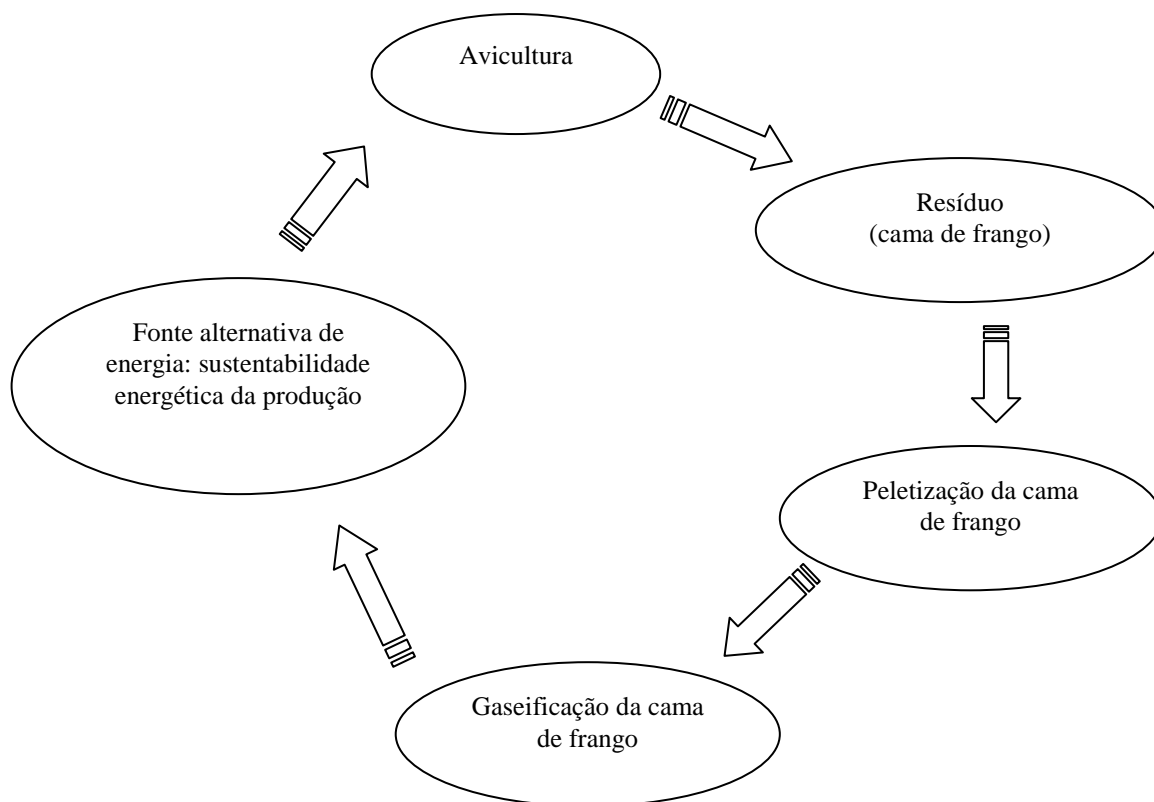 Avicultura
Resíduo
(cama de frango)
Peletização da cama
de frango
Gaseificação da cama
de frango
Fonte alternativa de
energia: sustentabilidade
energética da produção